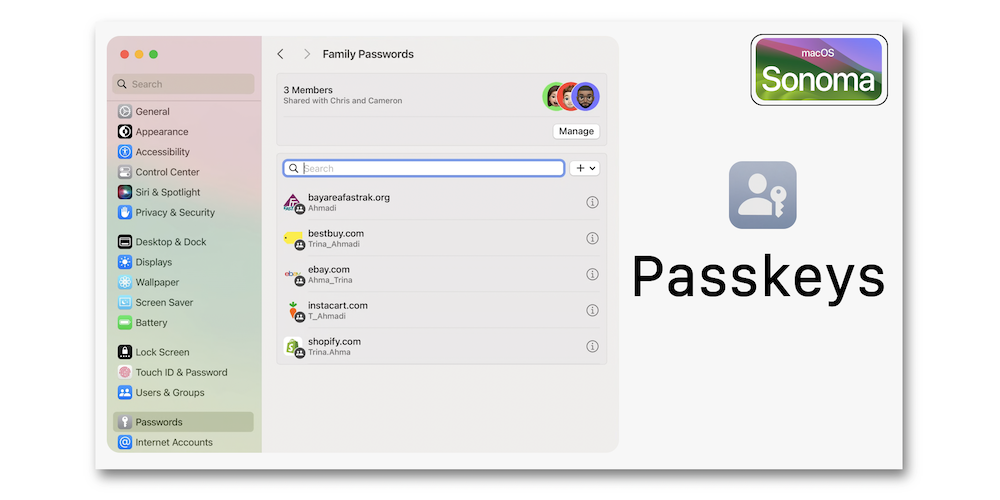 Search
General
Appearance
Accessibility
Control Center
Siri & Spotlight
Privacy & Security
Desktop & Dock
Displays
Wallpaper
Screen Saver
Battery
Lock Screen
Touch ID & Password
Users & Groups
Passwords
Internet Accounts
Family Passwords
3 Members
Shared with Chris and Cameron
Manage
Search
bayareafastrak.org
Ahmadi
bestbuy.com
Trina_Ahmadi
ebay
ebay.com
Ahma_Trina
instacart.com
T_Ahmadi
shopify.com
Trina.Ahma
macOS
Sonoma
Passkeys